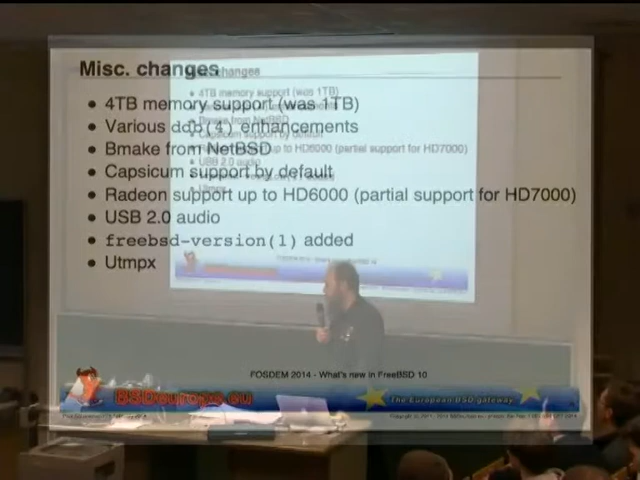 Misc. changes
4TB memory support (was 1TB)
Various ddb(4) enhancements
Bmake from NetBSD
Capsicum support by default
Radeon support up to HD6000 (partial support for HD7000)
USB 2.0 audio
freebsd-version(1) added
Utmpx
FOSDEM 2014 - What's new in FreeBSD 10
BSDeurope.eu
The European BSD gateway